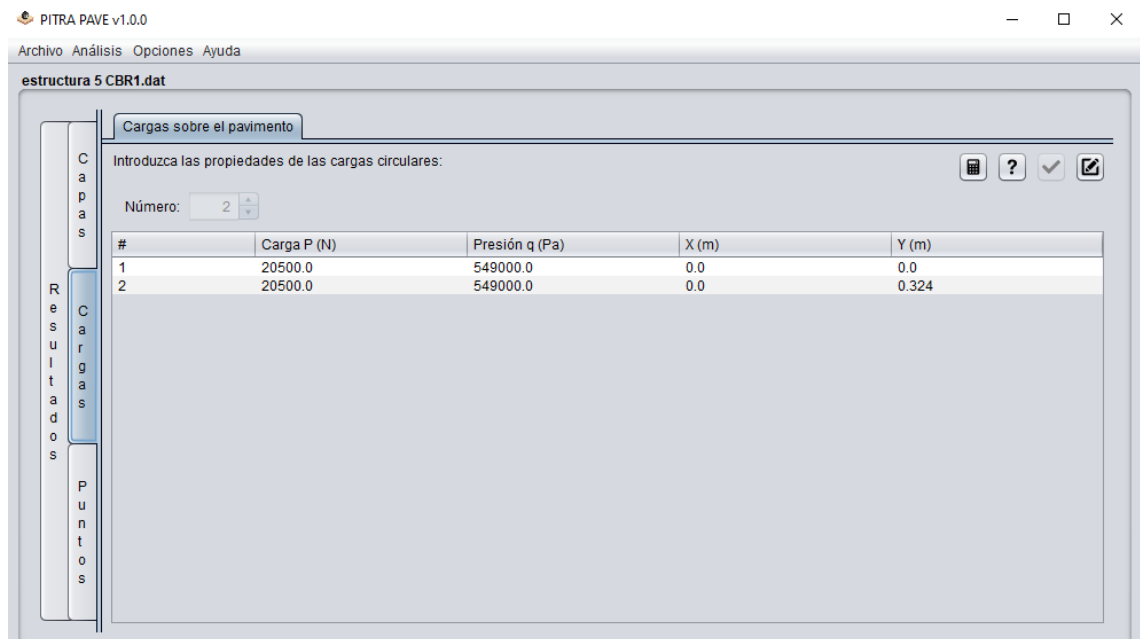 PITRA PAVE v1.0.0
Archivo Análisis Opciones Ayuda
estructura 5 CBR1.dat
Resultados
Capas
Cargas
Puntos
Cargas sobre el pavimento
Introduzca las propiedades de las cargas circulares:
?
Número: 2
# Carga P (N) Presión q (Pa) X (m) Y (m)
1 20500.0 549000.0 0.0 0.0
2 20500.0 549000.0 0.0 0.324